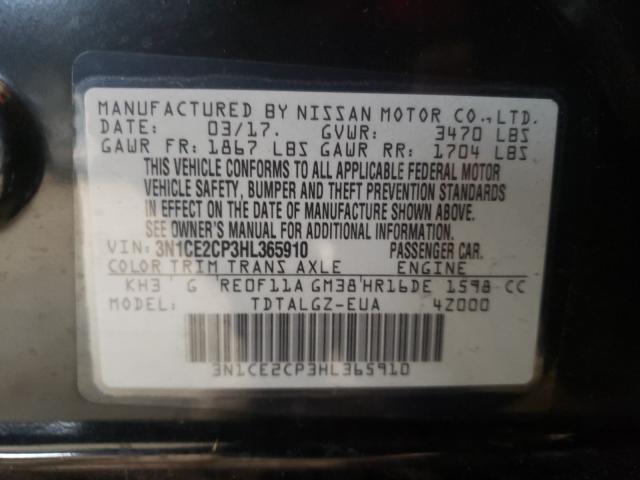 MANUFACTURED BY NISSAN MOTOR CO.,LTD.
DATE: 03/17. GVWR: 3470 LBS
GAWR FR: 1867 LBS GAWR RR: 1704 LBS
THIS VEHICLE CONFORMS TO ALL APPLICABLE FEDERAL MOTOR
VEHICLE SAFETY, BUMPER AND THEFT PREVENTION STANDARDS
IN EFFECT ON THE DATE OF MANUFACTURE SHOWN ABOVE.
SEE OWNER'S MANUAL FOR ADDITIONAL INFORMATION.
VIN: 3N1CE2CP3HL365910 PASSENGER CAR.
COLOR TRIM TRANS AXLE ENGINE
KH3 G RE0F11A GM38 HR16DE 1598 CC
MODEL: TDTALGZ-EUA 4Z000
3N1CE2CP3HL365910